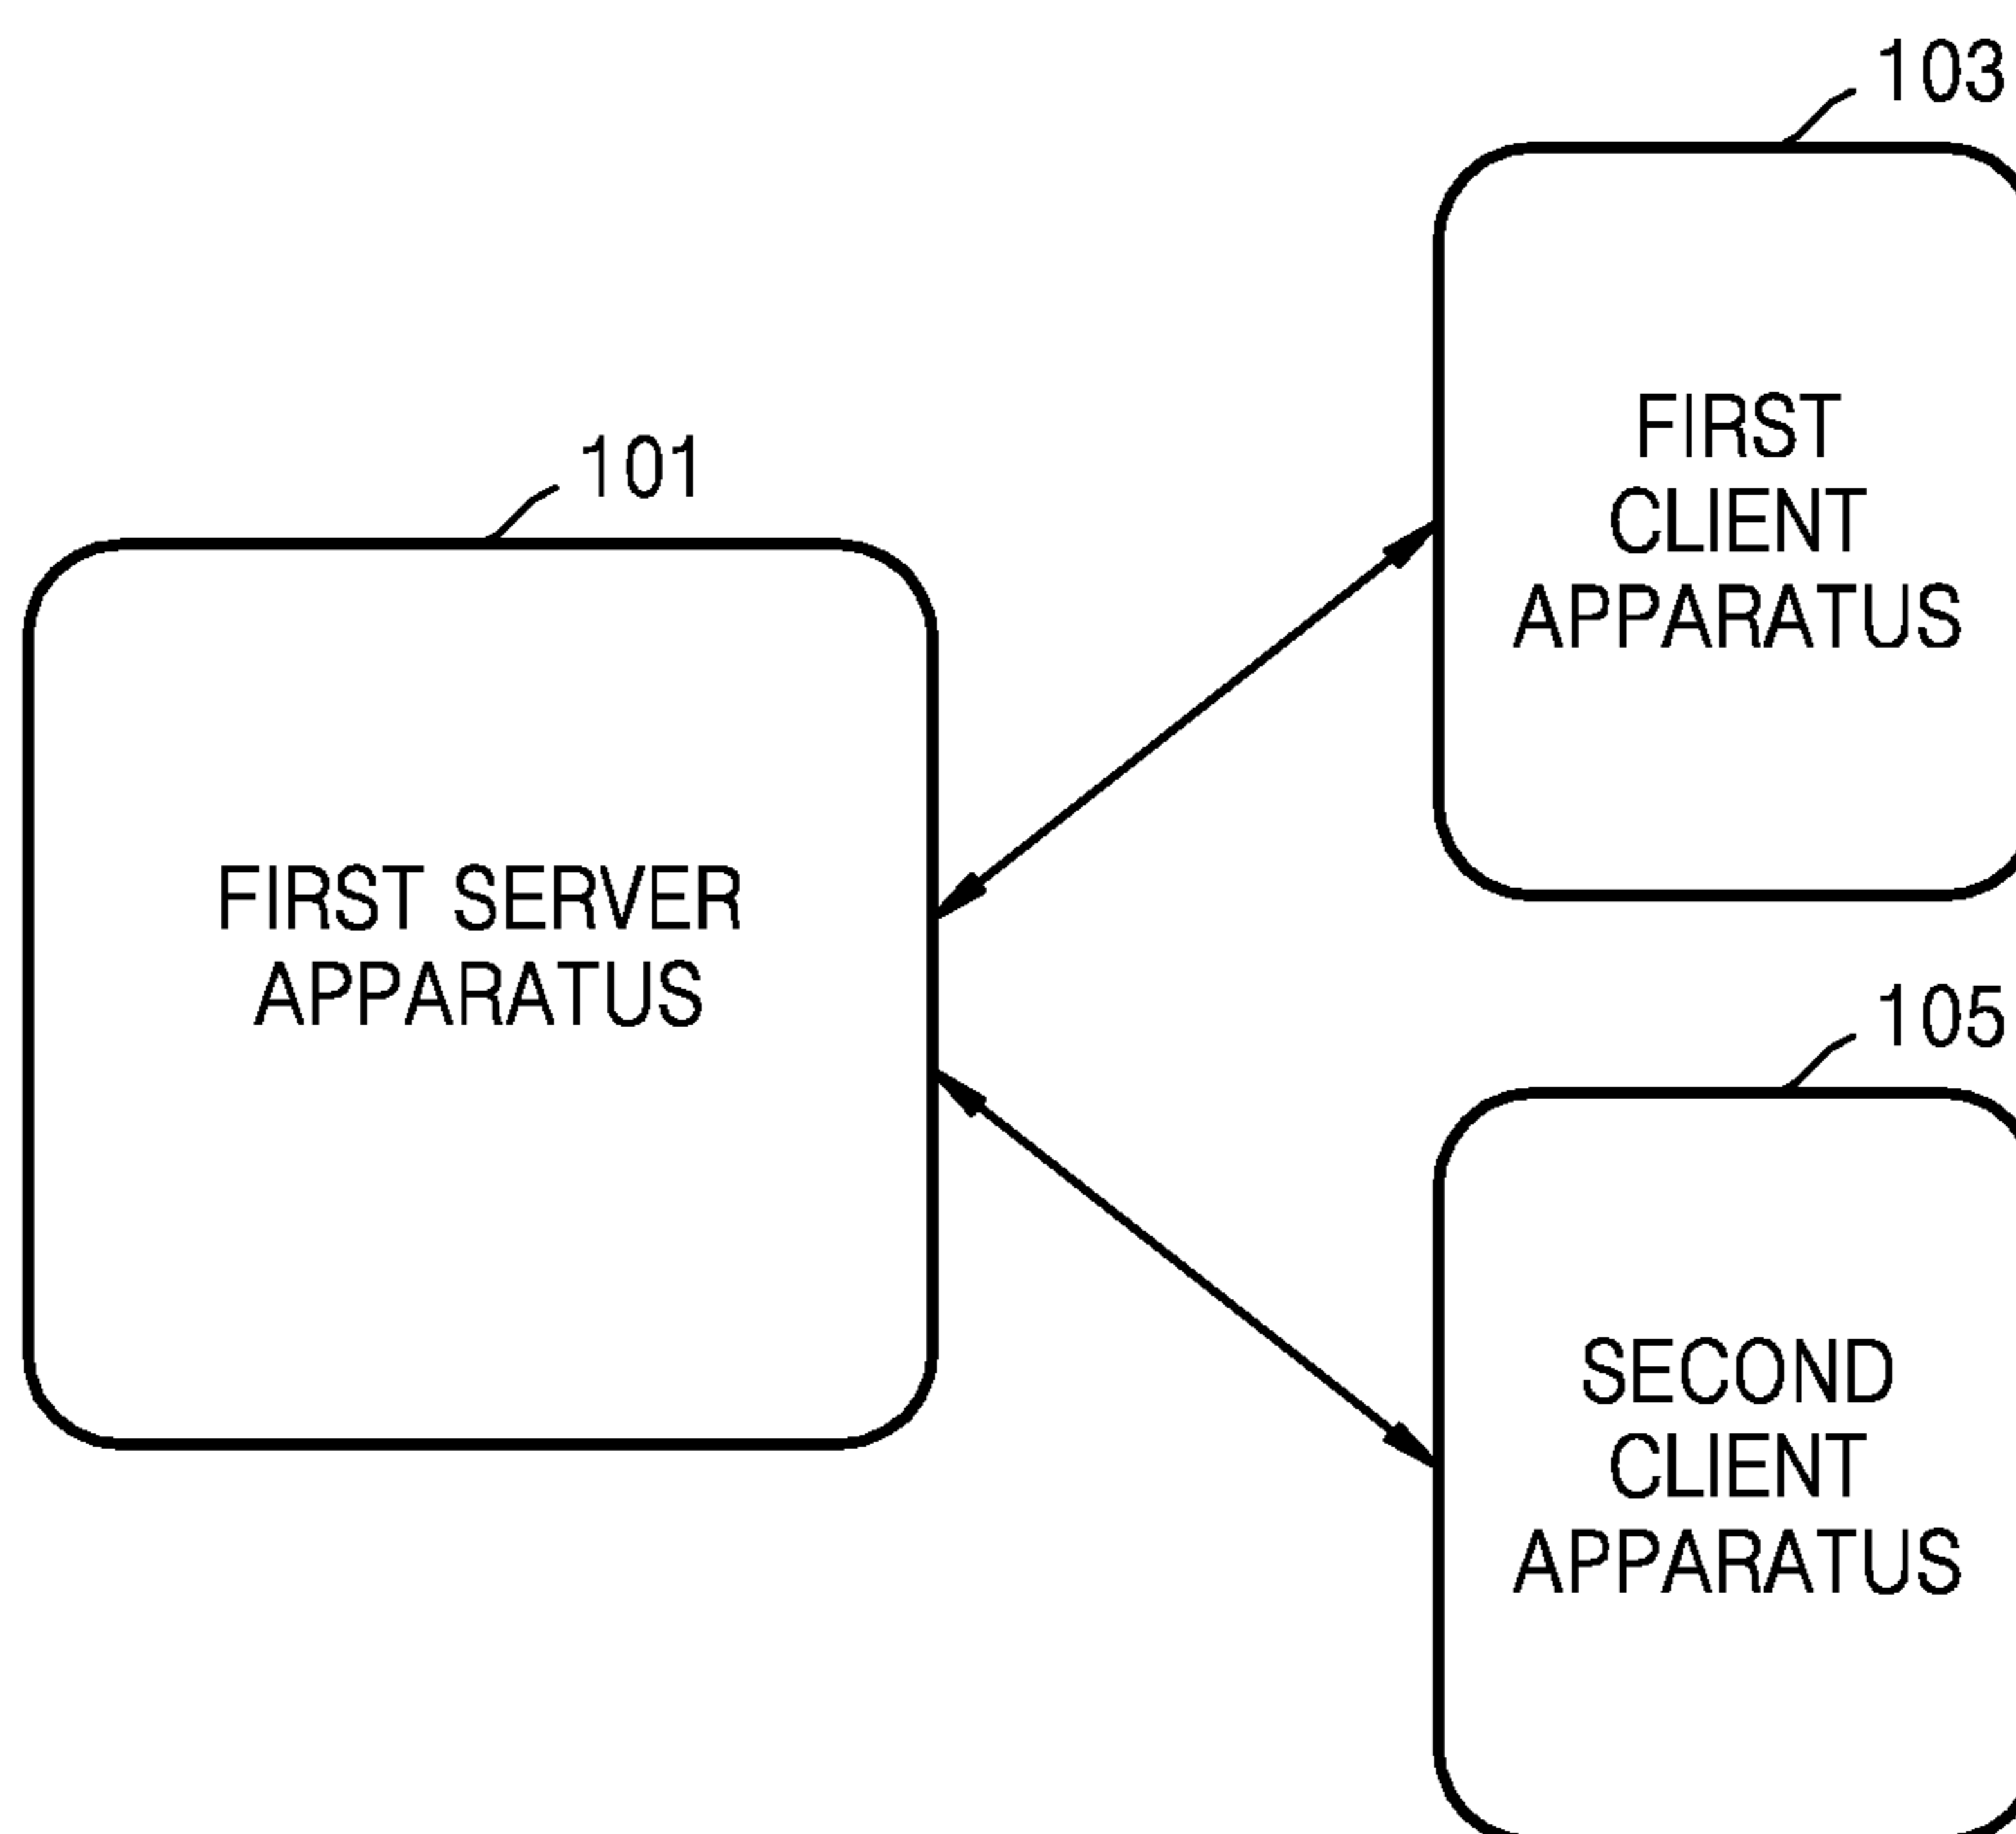 103
FIRST
CLIENT
APPARATUS
101
FIRST SERVER
APPARATUS
105
SECOND
CLIENT
APPARATUS